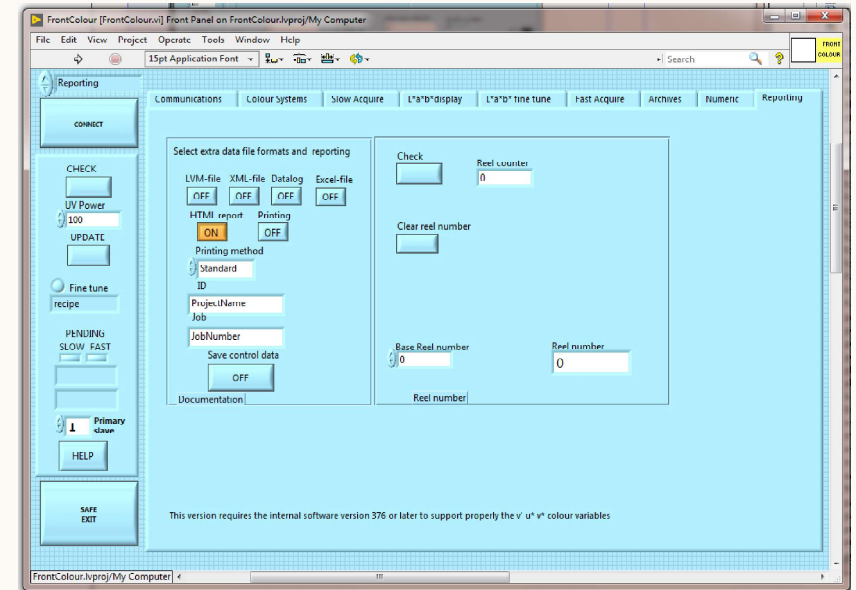 FrontColour [FrontColour.vi] Front Panel on FrontColour.lvproj/My Computer
File Edit View Project Operate Tools Window Help
15pt Application Font Search
FRONT
COLOUR
Reporting
Communications Colour Systems Slow Acquire L*a*b*display L*a*b* fine tune Fast Acquire Archives Numeric Reporting
CONNECT
CHECK
UV Power
100
UPDATE
Fine tune
recipe
PENDING
SLOW FAST
1 Primary
slave
HELP
SAFE
EXIT
Select extra data file formats and reporting
LVM-file XML-file Datalog Excel-file
OFF OFF OFF OFF
HTML report Printing
ON OFF
Printing method
Standard
ID
ProjectName
Job
JobNumber
Save control data
OFF
Documentation
Check
Reel counter
0
Clear reel number
Base Reel number Reel number
0 0
Reel number
This version requires the internal software version 376 or later to support properly the v' u* v* colour variables
FrontColour.lvproj/My Computer